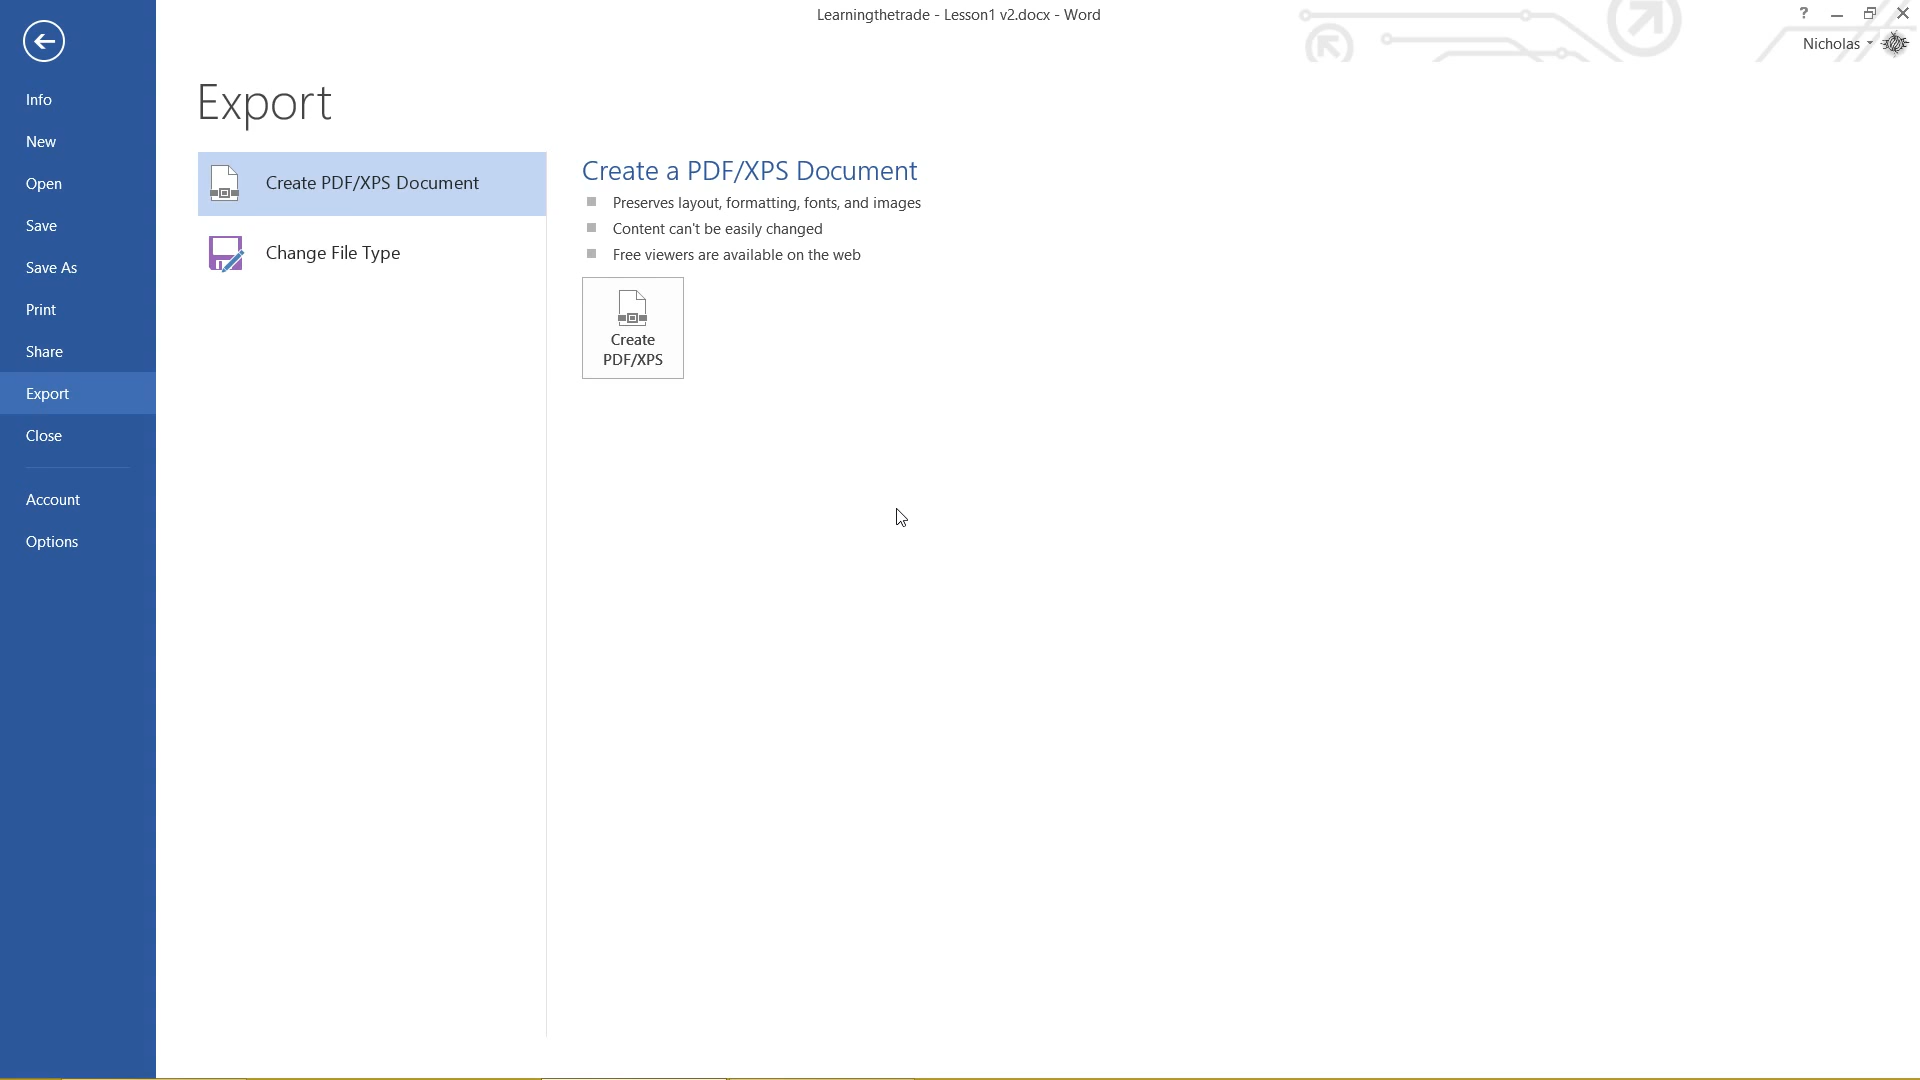 Learningthetrade - Lesson1 v2.docx - Word
?
Nicholas
Info
New
Open
Save
Save As
Print
Share
Export
Close
Account
Options
Export
Create PDF/XPS Document
Change File Type
Create a PDF/XPS Document
Preserves layout, formatting, fonts, and images
Content can't be easily changed
Free viewers are available on the web
Create
PDF/XPS